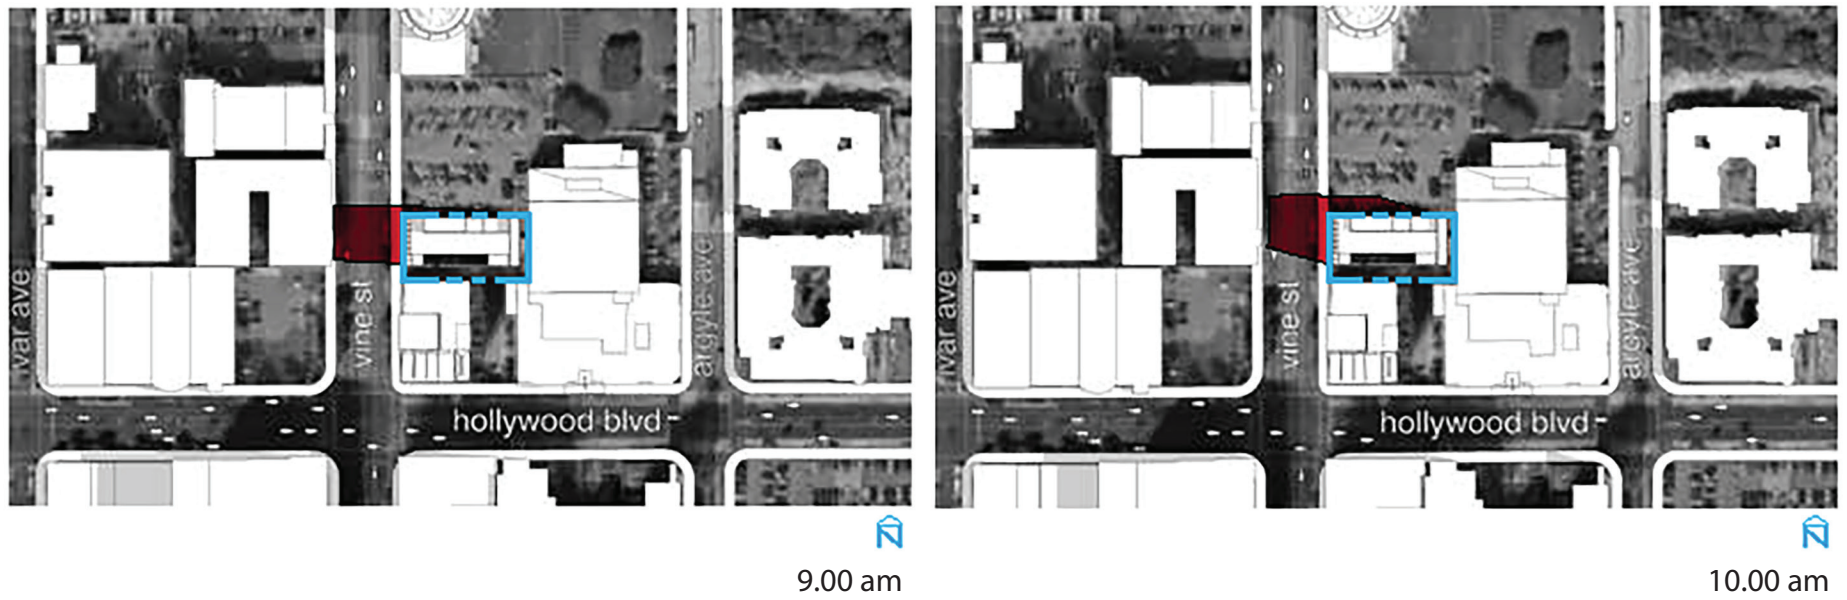 ivar ave
vine st
argyle ave
hollywood blvd
N
9.00 am
ivar ave
vine st
argyle ave
hollywood blvd
N
10.00 am